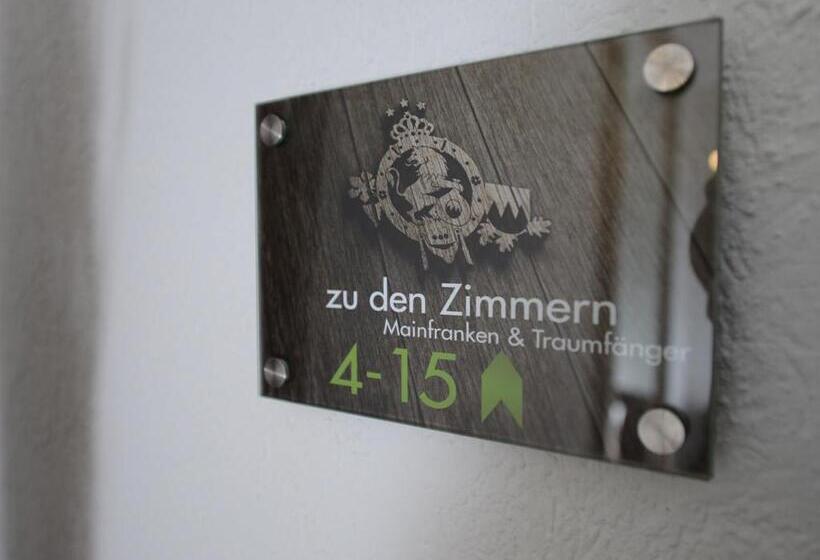 zu den Zimmern
Mainfranken & Traumfänger
4-15